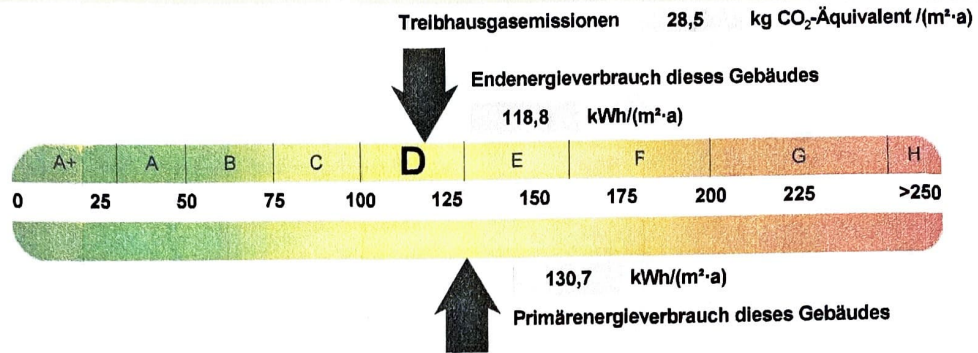 Treibhausgasemissionen 28,5 kg CO₂-Äquivalent /(m²·a)
Endenergieverbrauch dieses Gebäudes
118,8 kWh/(m²·a)
A+ A B C D E F G H
0 25 50 75 100 125 150 175 200 225 >250
130,7 kWh/(m²·a)
Primärenergieverbrauch dieses Gebäudes